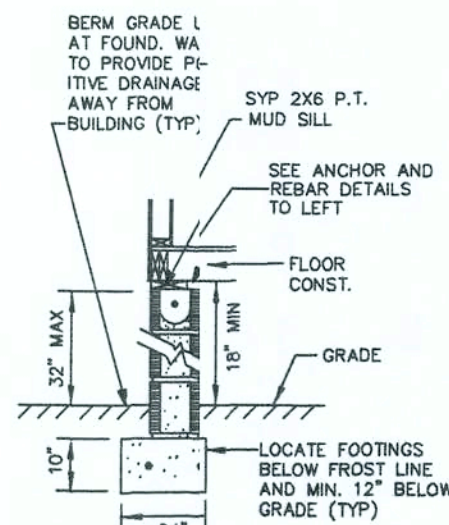 BERM GRADE
AT FOUND.
TO PROVIDE
ITIVE DRAINAGE
AWAY FROM
BUILDING (TYP)
SYP 2X6 P.T.
MUD SILL
SEE ANCHOR AND
REBAR DETAILS
TO LEFT
FLOOR
CONST.
32" MAX
18" MIN
GRADE
10"
LOCATE FOOTINGS
BELOW FROST LINE
AND MIN. 12" BELOW
GRADE (TYP)